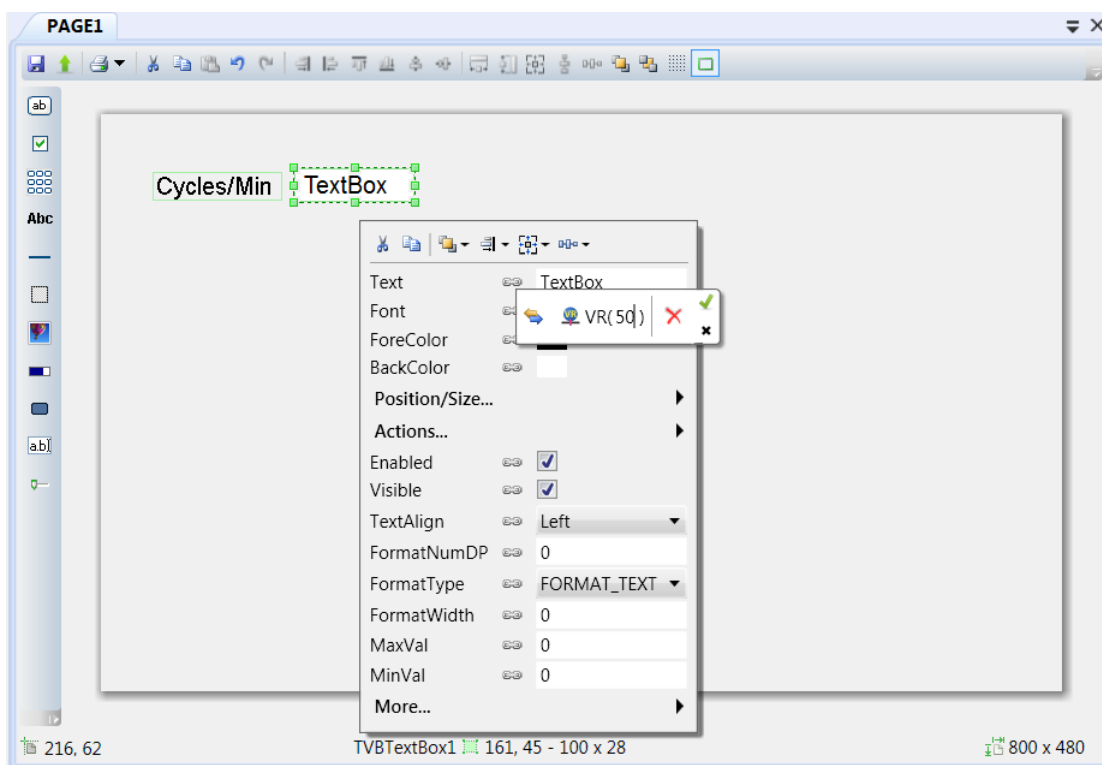 PAGE1
ab
Abc
a.b
Cycles/Min TextBox
Text TextBox
Font
VR VR( 50 )
ForeColor
BackColor
Position/Size...
Actions...
Enabled
Visible
TextAlign Left
FormatNumDP 0
FormatType FORMAT_TEXT
FormatWidth 0
MaxVal 0
MinVal 0
More...
216, 62 TVBTextBox1 161, 45 - 100 x 28 800 x 480